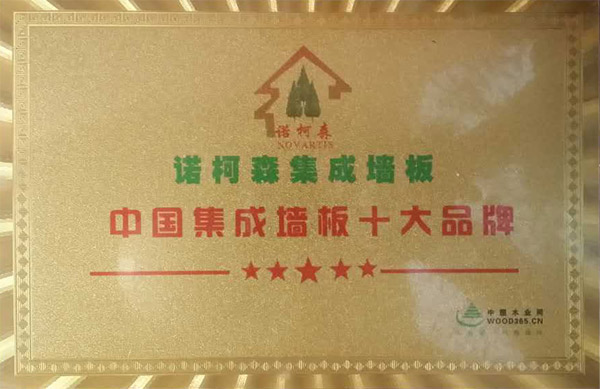 诺柯森
NOVARTIS
诺柯森集成墙板
中国集成墙板十大品牌
中国木业网
WOOD365.CN